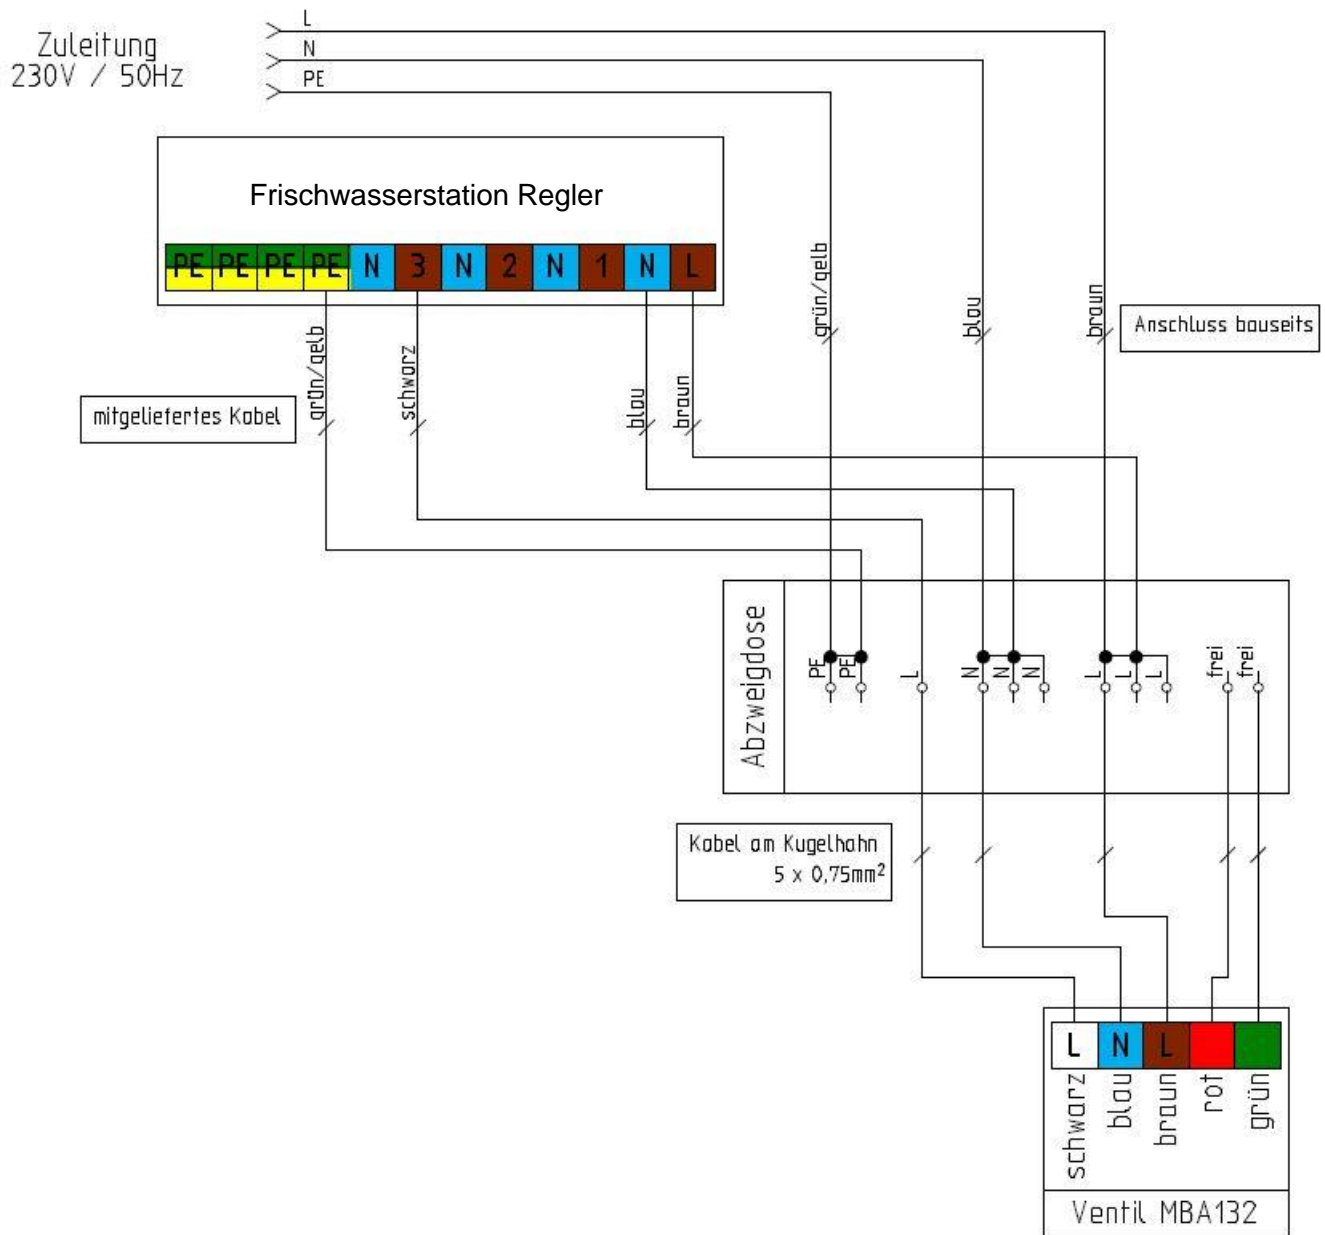 Zuleitung
230V / 50Hz
L
N
PE
Frischwasserstation Regler
PE PE PE PE N 3 N 2 N 1 N L
grün/gelb
blau
braun
Anschluss bauseits
mitgeliefertes Kabel
grün/gelb
schwarz
blau
braun
Abzweigdose
PE PE L N N N L L L frei frei
Kabel am Kugelhahn
5 x 0,75mm²
L N L
schwarz blau braun rot grün
Ventil MBA132